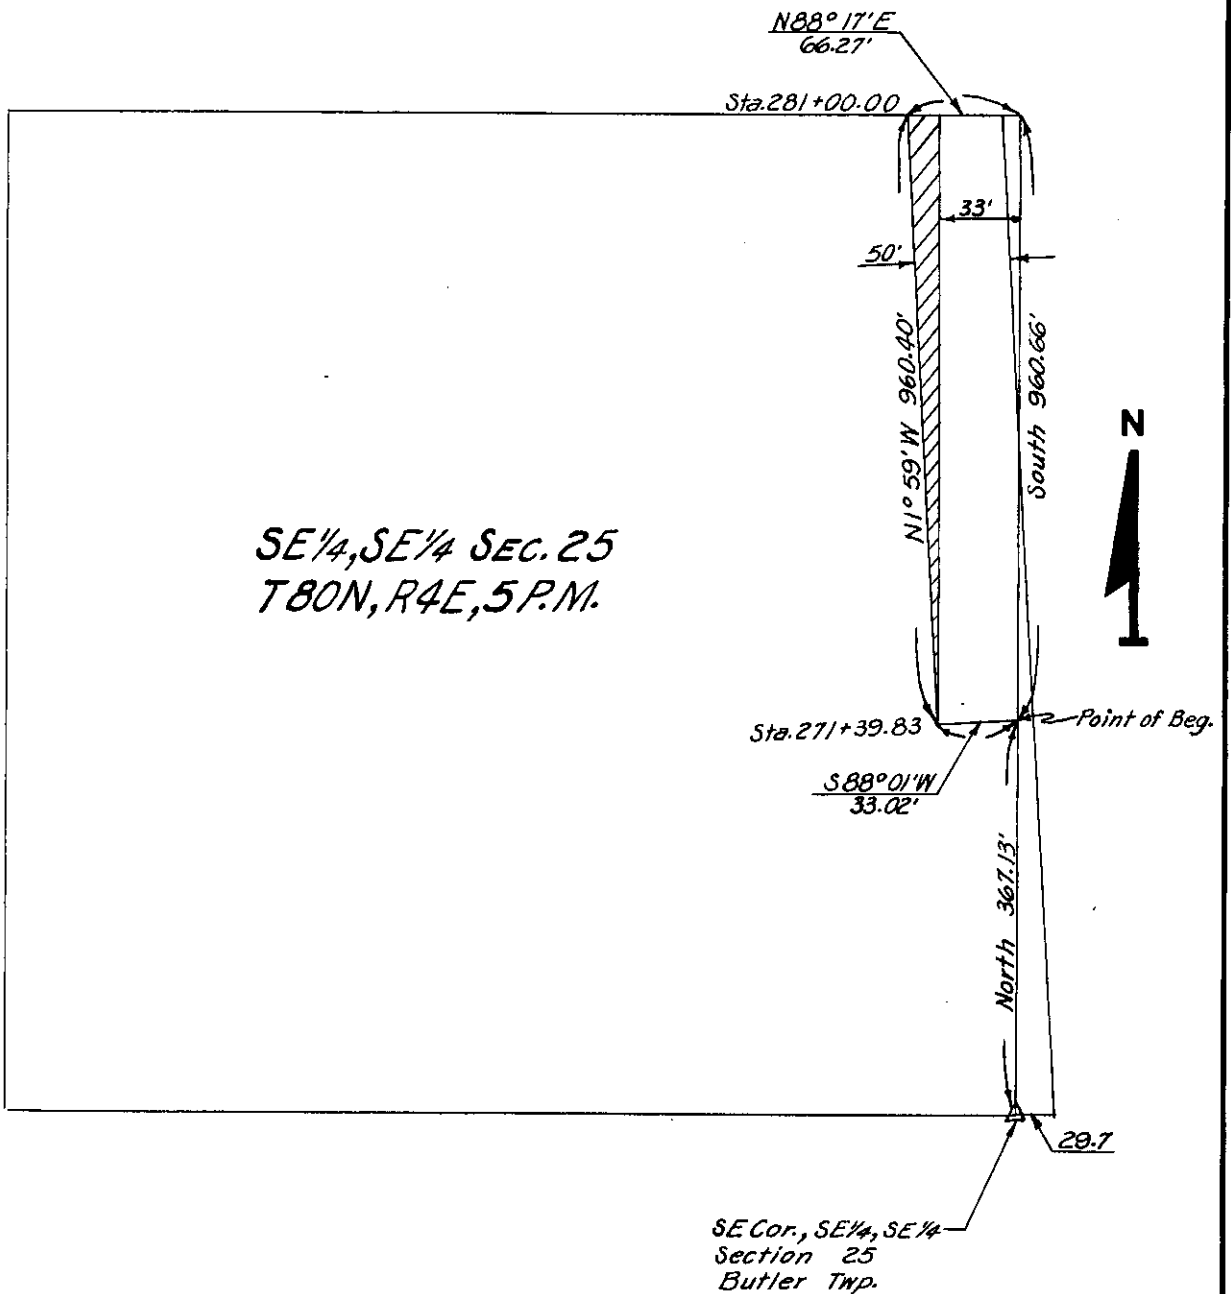 N88°17'E
66.27'
Sta.281+00.00
33'
50'
N1°59'W 960.40'
South 960.66'
N
SE1/4,SE1/4 SEC.25
T80N,R4E,5P.M.
Sta.271+39.83
Point of Beg.
S88°01'W
33.02'
North 367.13'
29.7
SE Cor., SE1/4, SE1/4
Section 25
Butler Twp.